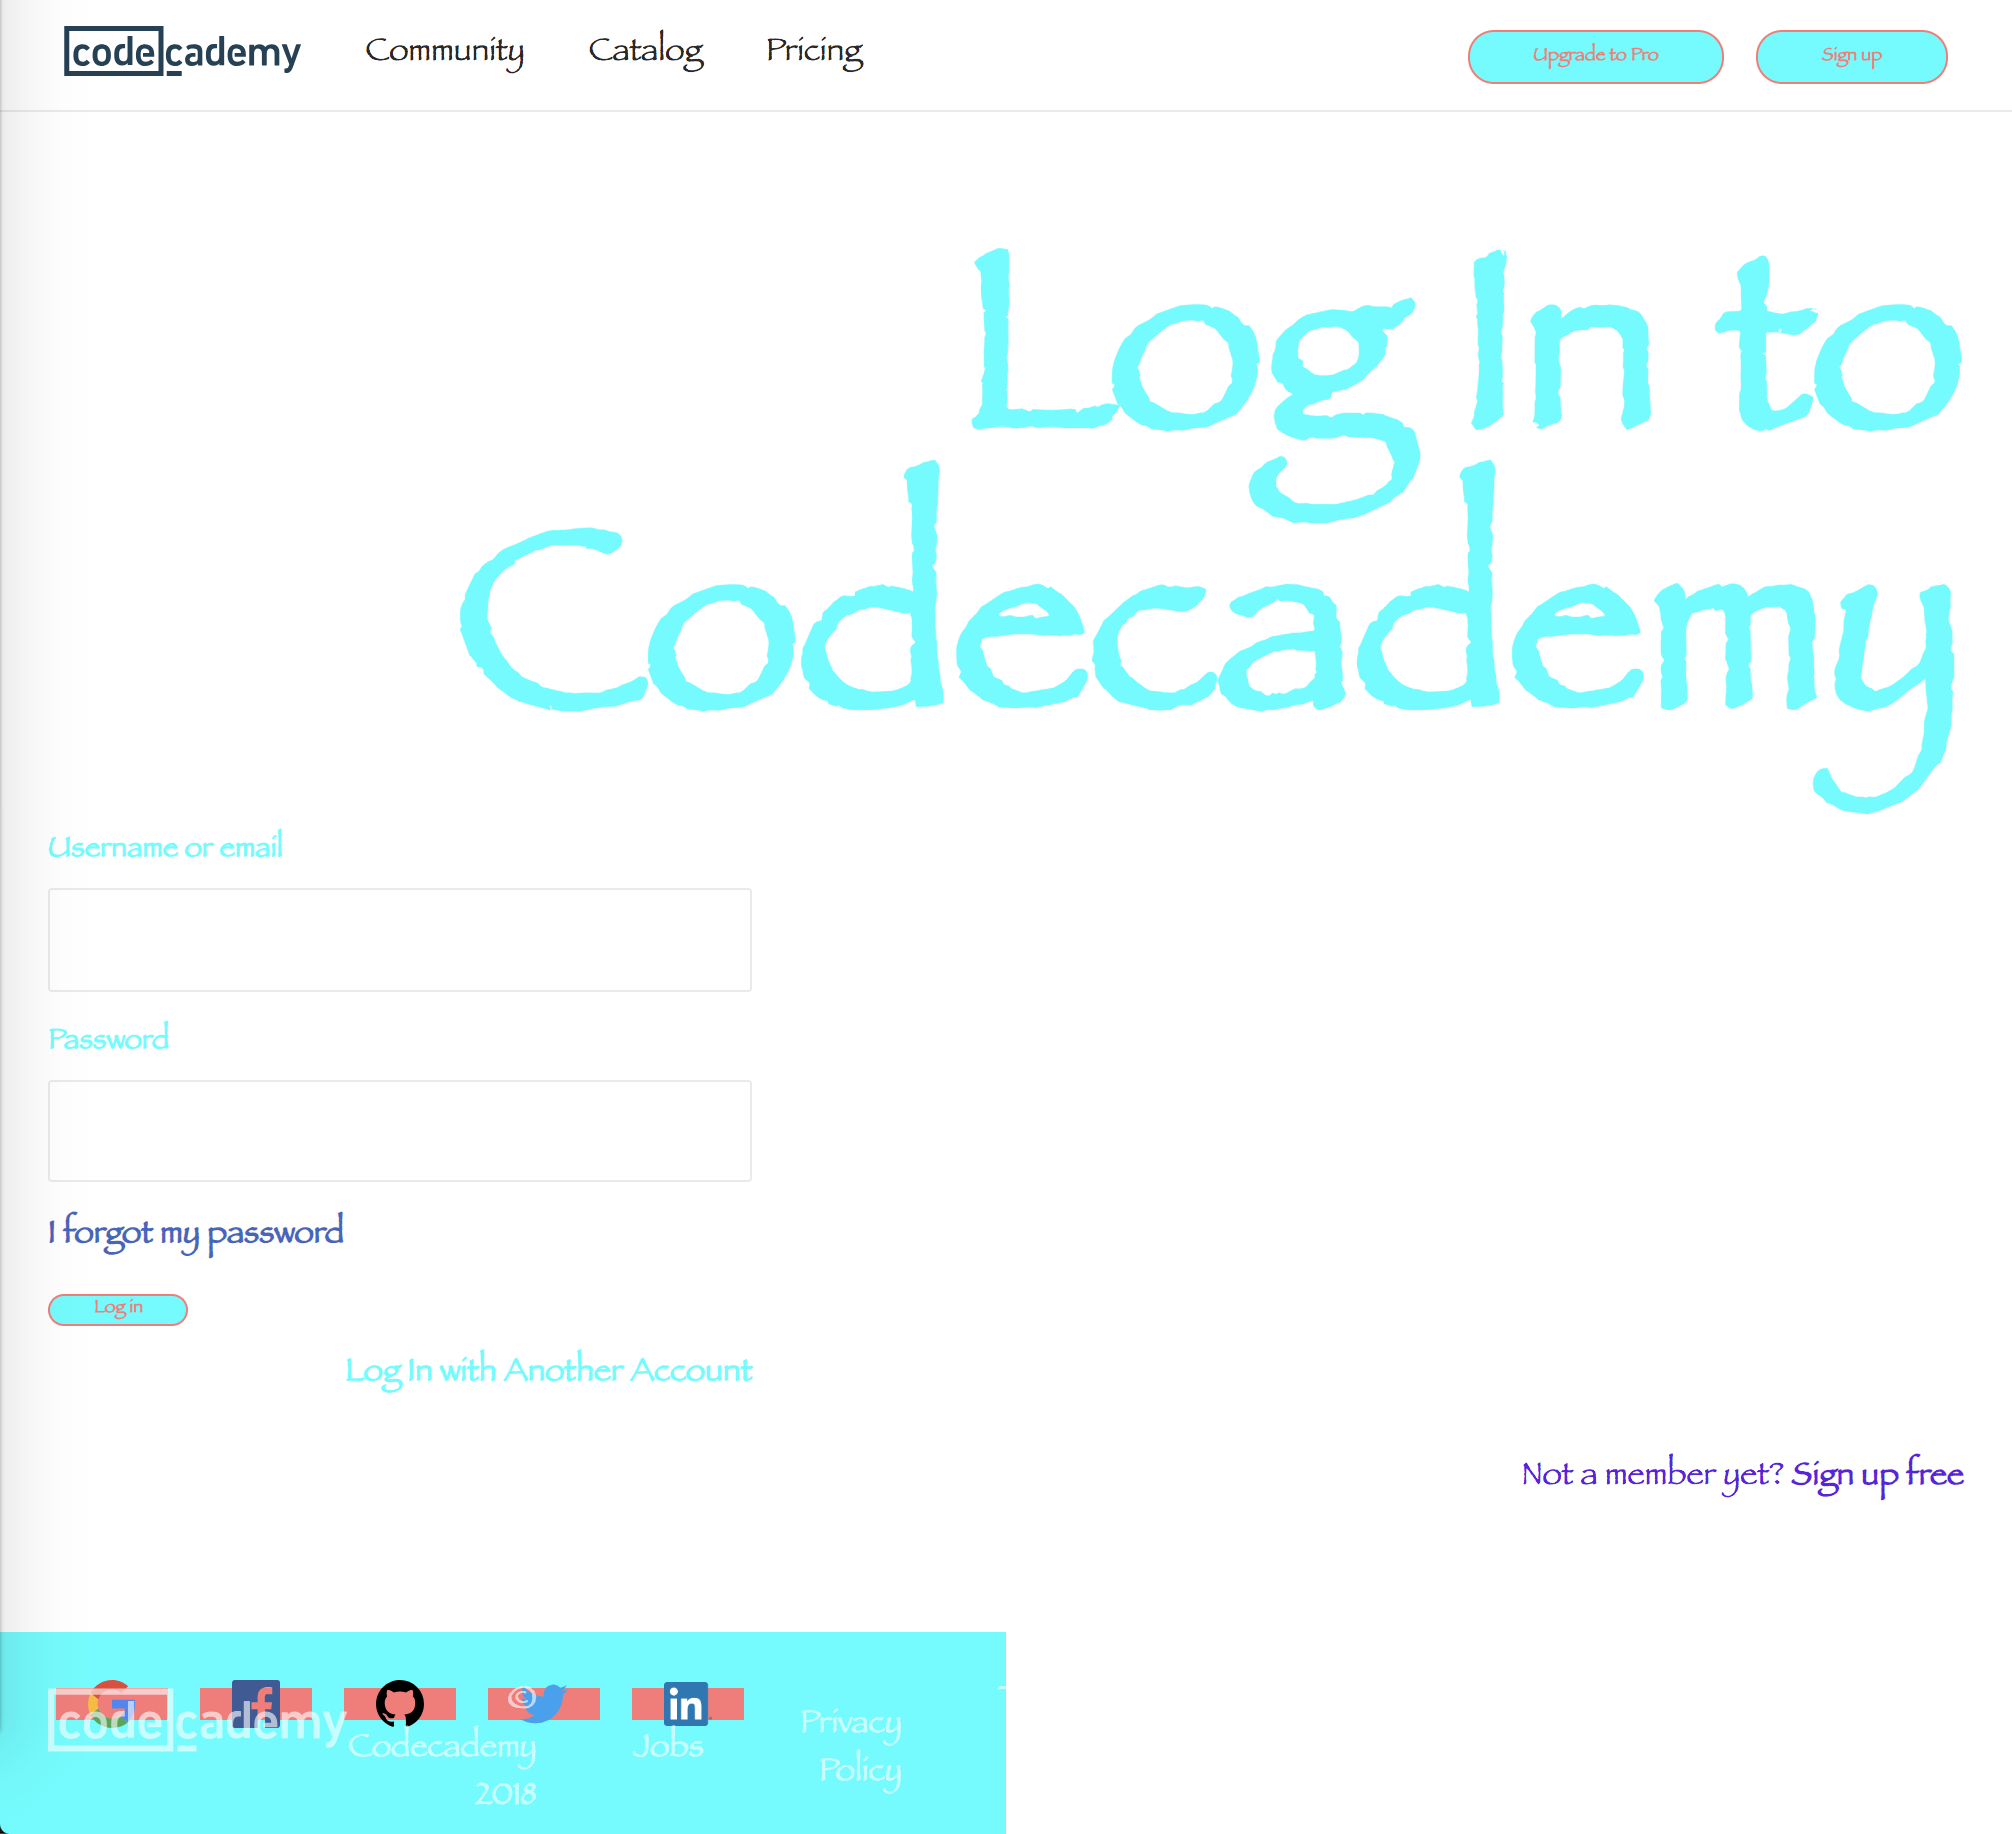 codecademy
Community
Catalog
Pricing
Upgrade to Pro
Sign up
Log In to
Codecademy
Username or email
Password
I forgot my password
Log in
Log In with Another Account
Not a member yet? Sign up free
codecademy
©
Codecademy
2018
Jobs
Privacy
Policy